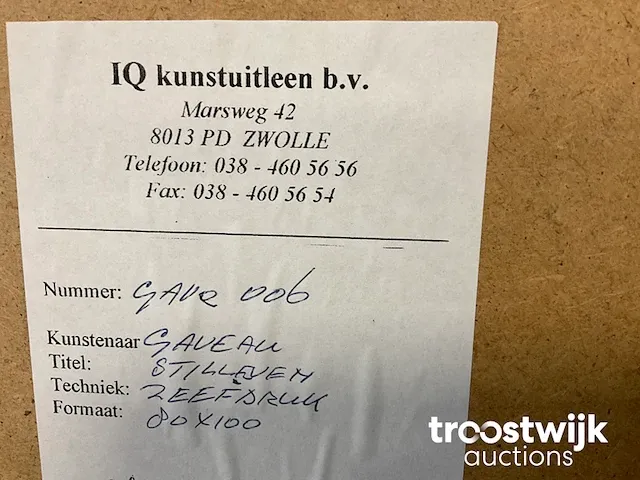 IQ kunstuitleen b.v.
Marsweg 42
8013 PD ZWOLLE
Telefoon: 038 - 460 56 56
Fax: 038 - 460 56 54
Nummer: GAVQ 006
Kunstenaar GAVEAU
Titel: STILLEVEN
Techniek: ZEEFDRUK
Formaat: 80X100
troostwijk
auctions